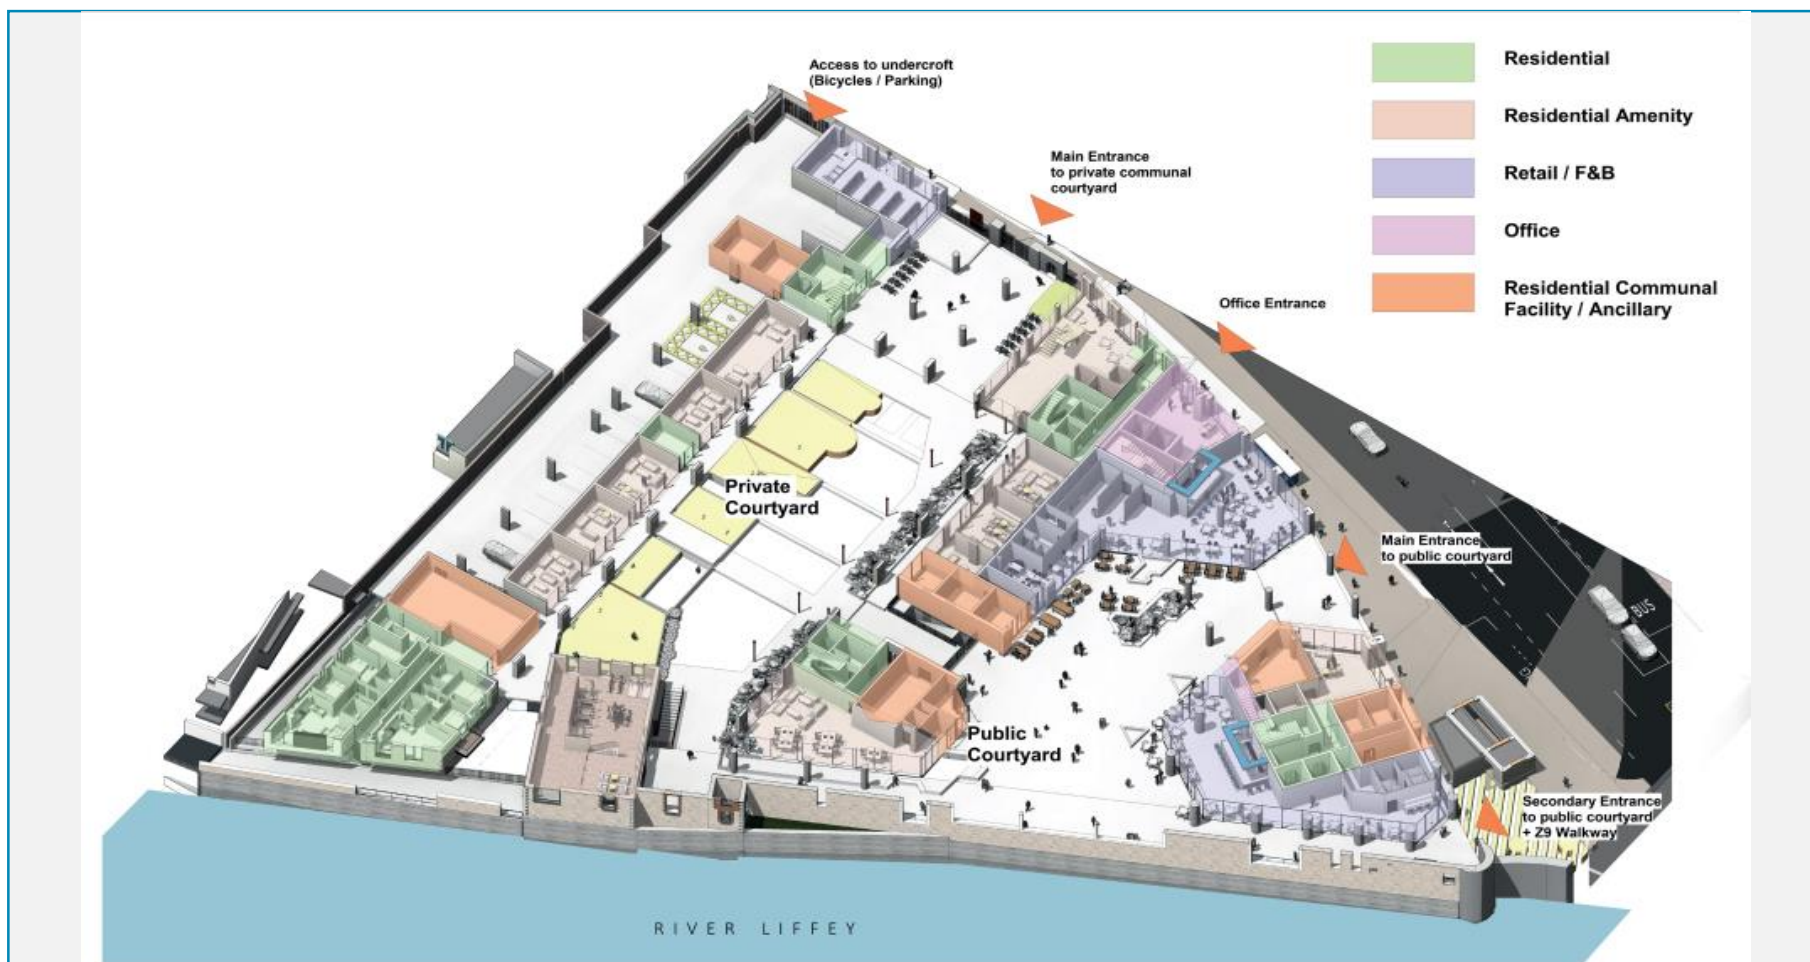 Access to undercroft
(Bicycles / Parking)
Main Entrance
to private communal
courtyard
Office Entrance
Residential
Residential Amenity
Retail / F&B
Office
Residential Communal
Facility / Ancillary
Private
Courtyard
Main Entrance
to public courtyard
BUS
Public
Courtyard
Secondary Entrance
to public courtyard
+ Z9 Walkway
RIVER LIFFEY